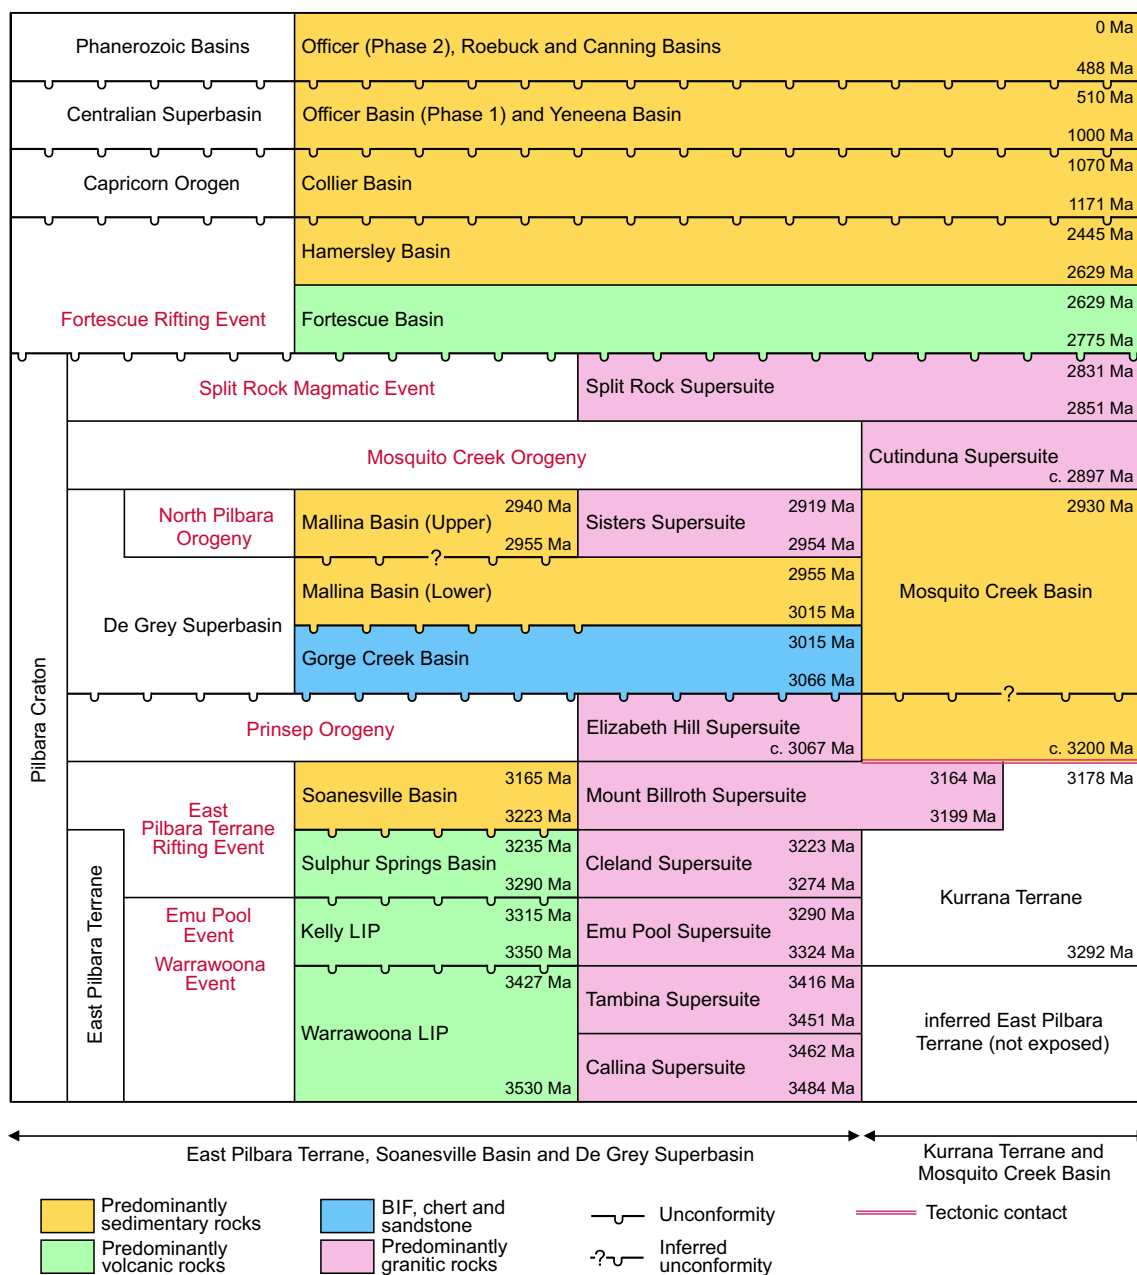 Phanerozoic Basins
Officer (Phase 2), Roebuck and Canning Basins
0 Ma
488 Ma
Centralian Superbasin
Officer Basin (Phase 1) and Yeneena Basin
510 Ma
1000 Ma
Capricorn Orogen
Collier Basin
1070 Ma
1171 Ma
Hamersley Basin
2445 Ma
2629 Ma
Fortescue Rifting Event
Fortescue Basin
2629 Ma
2775 Ma
Pilbara Craton
Split Rock Magmatic Event
Split Rock Supersuite
2831 Ma
2851 Ma
Mosquito Creek Orogeny
Cutinduna Supersuite
c. 2897 Ma
North Pilbara
Orogeny
Mallina Basin (Upper)
2940 Ma
2955 Ma
Sisters Supersuite
2919 Ma
2954 Ma
2930 Ma
Mosquito Creek Basin
?
De Grey Superbasin
Mallina Basin (Lower)
2955 Ma
3015 Ma
Gorge Creek Basin
3015 Ma
3066 Ma
?
Prinsep Orogeny
Elizabeth Hill Supersuite
c. 3067 Ma
c. 3200 Ma
East
Pilbara Terrane
Rifting Event
Soanesville Basin
3165 Ma
3223 Ma
Mount Billroth Supersuite
3164 Ma
3199 Ma
3178 Ma
East Pilbara Terrane
Sulphur Springs Basin
3235 Ma
3290 Ma
Cleland Supersuite
3223 Ma
3274 Ma
Kurrana Terrane
3292 Ma
Emu Pool
Event
Warrawoona
Event
Kelly LIP
3315 Ma
3350 Ma
Emu Pool Supersuite
3290 Ma
3324 Ma
Warrawoona LIP
3427 Ma
3530 Ma
Tambina Supersuite
3416 Ma
3451 Ma
Callina Supersuite
3462 Ma
3484 Ma
inferred East Pilbara
Terrane (not exposed)
East Pilbara Terrane, Soanesville Basin and De Grey Superbasin
Kurrana Terrane and
Mosquito Creek Basin
Predominantly
sedimentary rocks
BIF, chert and
sandstone
Unconformity
Tectonic contact
Predominantly
volcanic rocks
Predominantly
granitic rocks
-?-
Inferred
unconformity